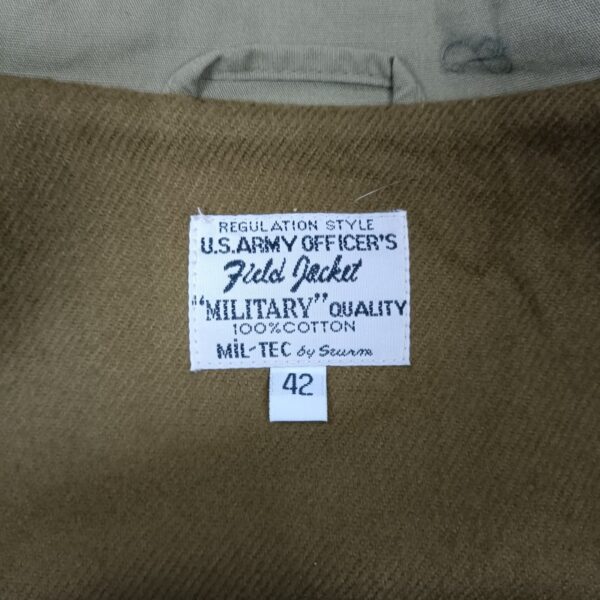 REGULATION STYLE
U.S.ARMY OFFICER'S
Field Jacket
"MILITARY" QUALITY
100%COTTON
MiL-TEC by Sturm
42